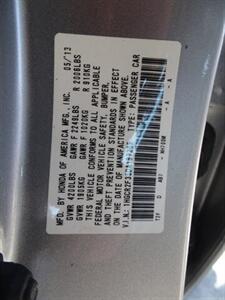 MFD. BY HONDA OF AMERICA MFG., INC. 05/13
GVWR 4200LBS GAWR F 2249LBS R 2006LBS
GVWR 1905KG GAWR F 1020KG R 910KG
THIS VEHICLE CONFORMS TO ALL APPLICABLE
FEDERAL MOTOR VEHICLE SAFETY, BUMPER,
AND THEFT PREVENTION STANDARDS IN EFFECT
ON THE DATE OF MANUFACTURE SHOWN ABOVE.
V.I.N: TYPE: PASSENGER CAR